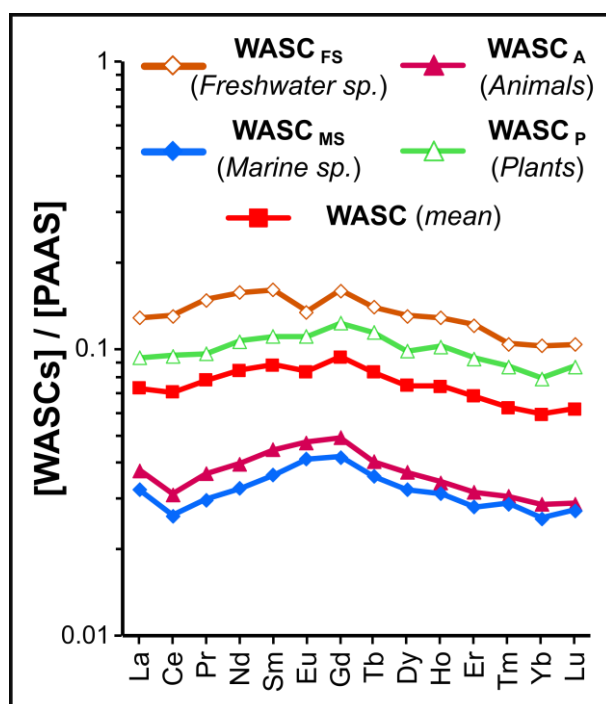 WASC FS
(Freshwater sp.)
WASC A
(Animals)
WASC MS
(Marine sp.)
WASC P
(Plants)
WASC (mean)
[WASCs] / [PAAS]
1
0.1
0.01
La Ce Pr Nd Sm Eu Gd Tb Dy Ho Er Tm Yb Lu